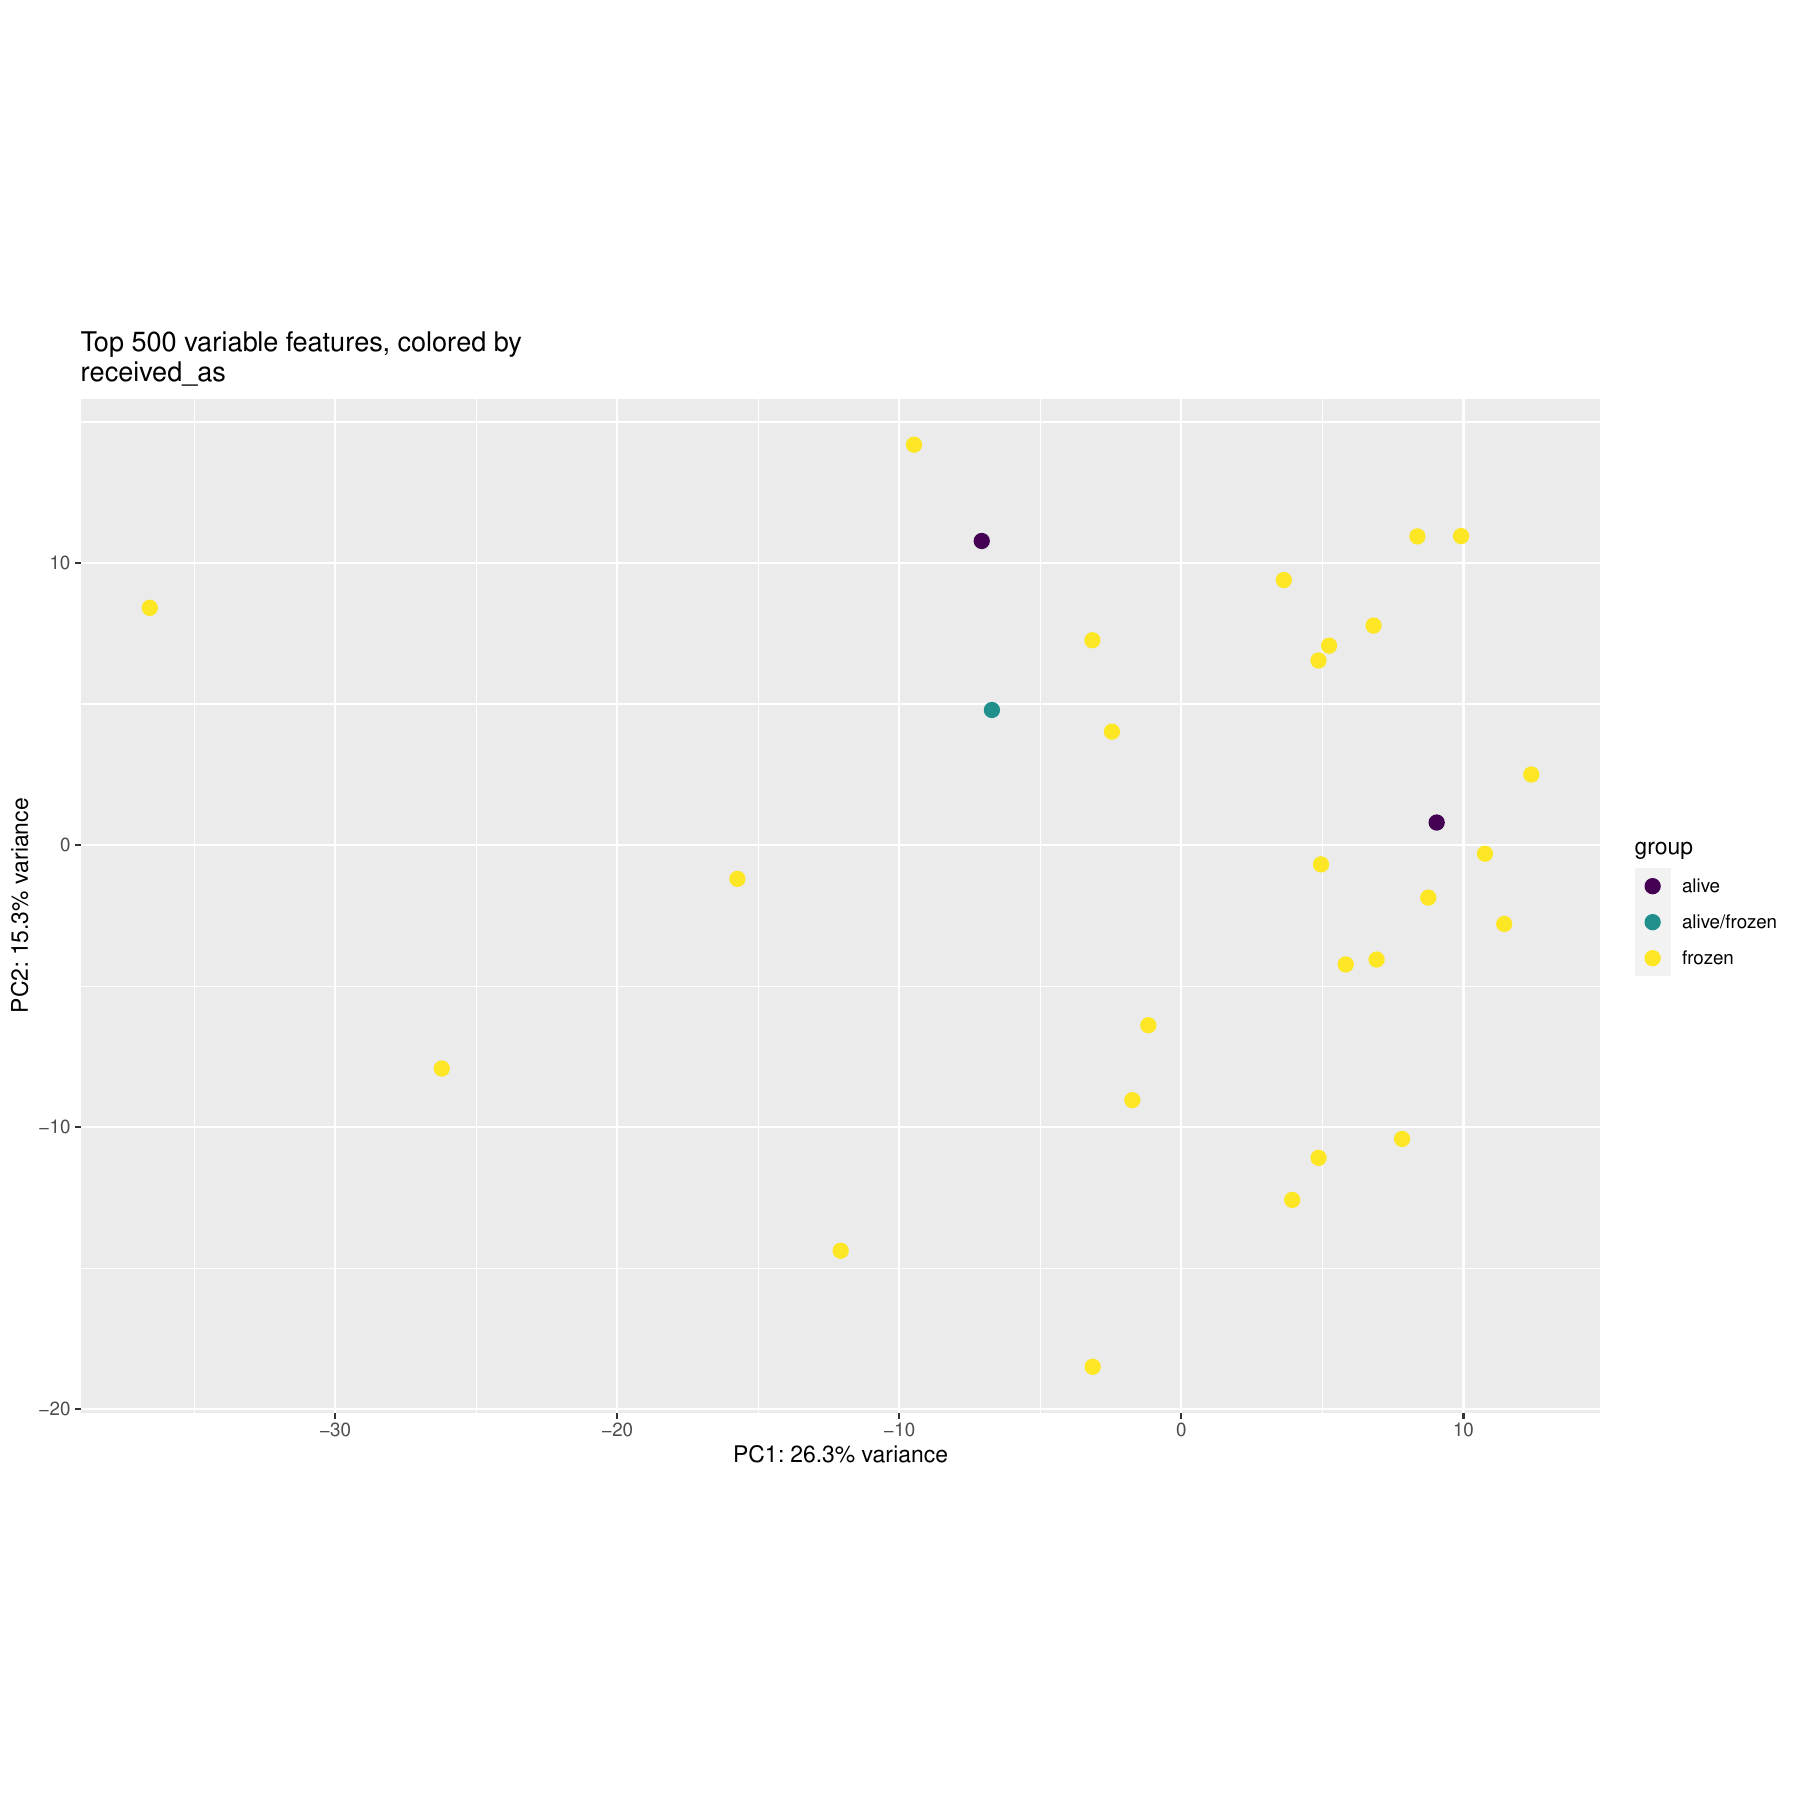 Top 500 variable features, colored by
received_as
10
0
−10
−20
PC2: 15.3% variance
−30
−20
−10
0
10
PC1: 26.3% variance
group
alive
alive/frozen
frozen